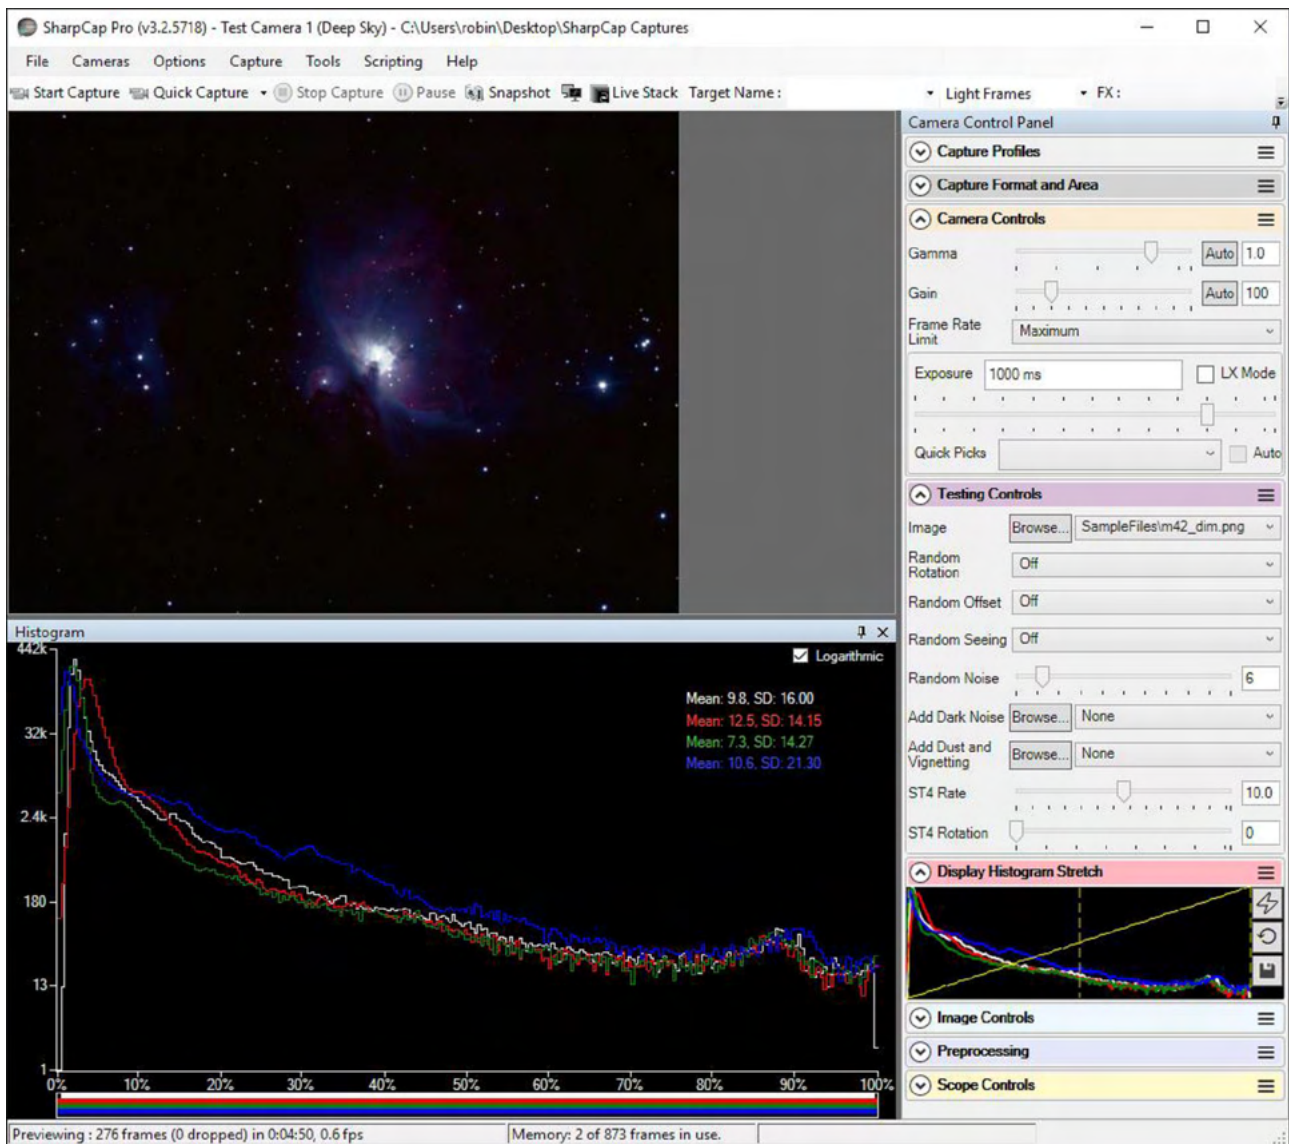 SharpCap Pro (v3.2.5718) - Test Camera 1 (Deep Sky) - C:\Users\robin\Desktop\SharpCap Captures
File Cameras Options Capture Tools Scripting Help
Start Capture Quick Capture Stop Capture Pause Snapshot Live Stack Target Name : Light Frames FX :
Camera Control Panel
Capture Profiles
Capture Format and Area
Camera Controls
Gamma Auto 1.0
Gain Auto 100
Frame Rate
Limit Maximum
Exposure 1000 ms LX Mode
Quick Picks Auto
Testing Controls
Image Browse... SampleFiles\m42_dim.png
Random
Rotation Off
Random Offset Off
Random Seeing Off
Random Noise 6
Add Dark Noise Browse... None
Add Dust and
Vignetting Browse... None
ST4 Rate 10.0
ST4 Rotation 0
Display Histogram Stretch
Image Controls
Preprocessing
Scope Controls
Histogram
Logarithmic
Mean: 9.8, SD: 16.00
Mean: 12.5, SD: 14.15
Mean: 7.3, SD: 14.27
Mean: 10.6, SD: 21.30
442k
32k
2.4k
180
13
1
0% 10% 20% 30% 40% 50% 60% 70% 80% 90% 100%
Previewing : 276 frames (0 dropped) in 0:04:50, 0.6 fps Memory: 2 of 873 frames in use.